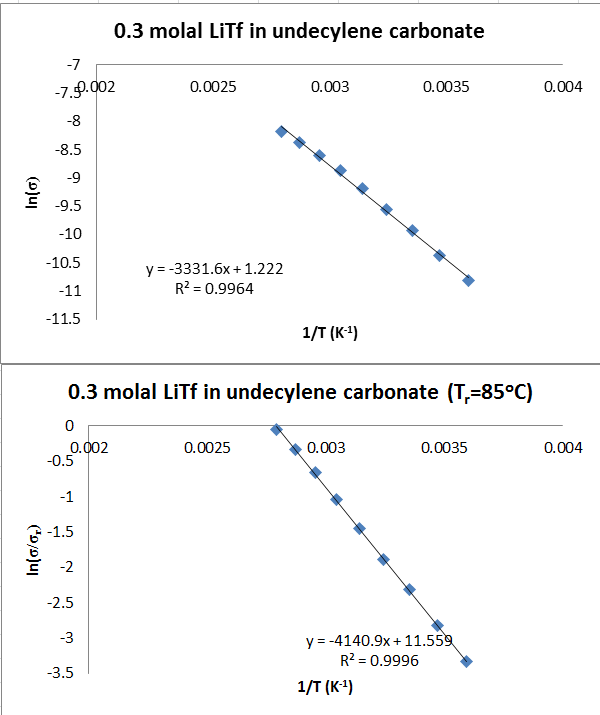 0.3 molal LiTf in undecylene carbonate
-7
0.002 0.0025 0.003 0.0035 0.004
-7.5
-8
-8.5
-9
-9.5
-10
-10.5
-11
-11.5
ln(σ)
y = -3331.6x + 1.222
R² = 0.9964
1/T (K⁻¹)
0.3 molal LiTf in undecylene carbonate (Tᵣ=85°C)
0
0.002 0.0025 0.003 0.0035 0.004
-0.5
-1
-1.5
-2
-2.5
-3
-3.5
ln(σ/σᵣ)
y = -4140.9x + 11.559
R² = 0.9996
1/T (K⁻¹)